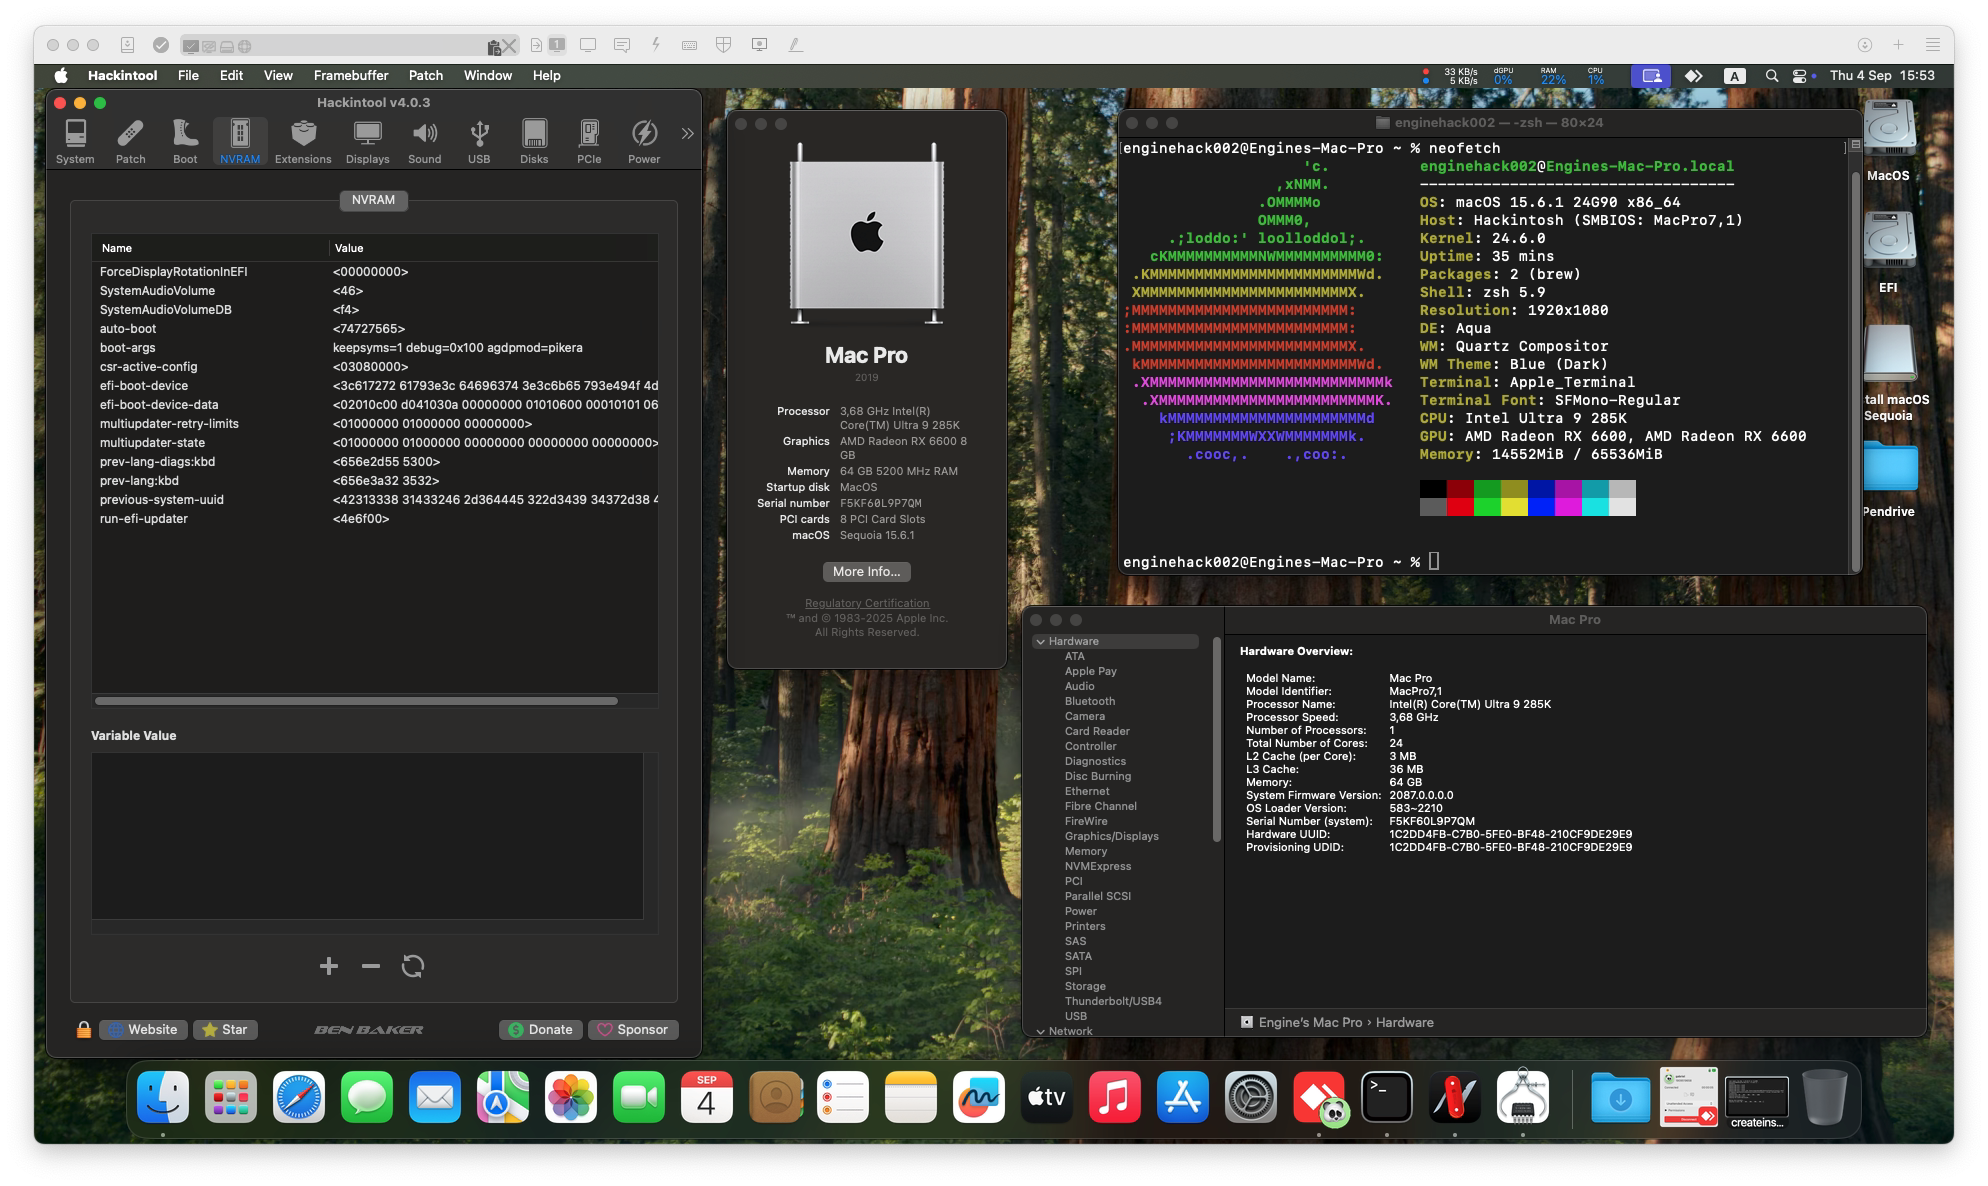 1
Hackintool File Edit View Framebuffer Patch Window Help
33 KB/s
5 KB/s
dGPU
0%
RAM
22%
CPU
1%
A
Thu 4 Sep 15:53
Hackintool v4.0.3
System Patch Boot NVRAM Extensions Displays Sound USB Disks PCIe Power
NVRAM
Name Value
ForceDisplayRotationInEFI <00000000>
SystemAudioVolume <46>
SystemAudioVolumeDB <f4>
auto-boot <74727565>
boot-args keepsyms=1 debug=0x100 agdpmod=pikera
csr-active-config <03080000>
efi-boot-device <3c617272 61793e3c 64696374 3e3c6b65 793e494f 4d
efi-boot-device-data <02010c00 d041030a 00000000 01010600 00010101 06
multiupdater-retry-limits <01000000 01000000 00000000>
multiupdater-state <01000000 01000000 00000000 00000000 00000000>
prev-lang-diags:kbd <656e2d55 5300>
prev-lang:kbd <656e3a32 3532>
previous-system-uuid <42313338 31433246 2d364445 322d3439 34372d38 4
run-efi-updater <4e6f00>
Variable Value
Website Star BEN BAKER Donate Sponsor
Mac Pro
2019
Processor 3,68 GHz Intel(R)
Core(TM) Ultra 9 285K
Graphics AMD Radeon RX 6600 8
GB
Memory 64 GB 5200 MHz RAM
Startup disk MacOS
Serial number F5KF60L9P7QM
PCI cards 8 PCI Card Slots
macOS Sequoia 15.6.1
More Info...
Regulatory Certification
™ and © 1983-2025 Apple Inc.
All Rights Reserved.
enginehack002 — -zsh — 80×24
[enginehack002@Engines-Mac-Pro ~ % neofetch ]
'c. enginehack002@Engines-Mac-Pro.local
,xNMM. -----------------------------------
.OMMMMo OS: macOS 15.6.1 24G90 x86_64
OMMM0, Host: Hackintosh (SMBIOS: MacPro7,1)
.;loddo:' loolloddol;. Kernel: 24.6.0
cKMMMMMMMMMMNWMMMMMMMMMM0: Uptime: 35 mins
.KMMMMMMMMMMMMMMMMMMMMMMMWd. Packages: 2 (brew)
XMMMMMMMMMMMMMMMMMMMMMMMX. Shell: zsh 5.9
;MMMMMMMMMMMMMMMMMMMMMMMM: Resolution: 1920x1080
:MMMMMMMMMMMMMMMMMMMMMMMM: DE: Aqua
.MMMMMMMMMMMMMMMMMMMMMMMMX. WM: Quartz Compositor
kMMMMMMMMMMMMMMMMMMMMMMMMWd. WM Theme: Blue (Dark)
.XMMMMMMMMMMMMMMMMMMMMMMMMMMk Terminal: Apple_Terminal
.XMMMMMMMMMMMMMMMMMMMMMMMMK. Terminal Font: SFMono-Regular
kMMMMMMMMMMMMMMMMMMMMMMd CPU: Intel Ultra 9 285K
;KMMMMMMMWXXWMMMMMMMk. GPU: AMD Radeon RX 6600, AMD Radeon RX 6600
.cooc,. .,coo:. Memory: 14552MiB / 65536MiB
enginehack002@Engines-Mac-Pro ~ %
MacOS
EFI
tall macOS
Sequoia
Pendrive
Mac Pro
Hardware
ATA
Apple Pay
Audio
Bluetooth
Camera
Card Reader
Controller
Diagnostics
Disc Burning
Ethernet
Fibre Channel
FireWire
Graphics/Displays
Memory
NVMExpress
PCI
Parallel SCSI
Power
Printers
SAS
SATA
SPI
Storage
Thunderbolt/USB4
USB
Network
Hardware Overview:
Model Name: Mac Pro
Model Identifier: MacPro7,1
Processor Name: Intel(R) Core(TM) Ultra 9 285K
Processor Speed: 3,68 GHz
Number of Processors: 1
Total Number of Cores: 24
L2 Cache (per Core): 3 MB
L3 Cache: 36 MB
Memory: 64 GB
System Firmware Version: 2087.0.0.0.0
OS Loader Version: 583~2210
Serial Number (system): F5KF60L9P7QM
Hardware UUID: 1C2DD4FB-C7B0-5FE0-BF48-210CF9DE29E9
Provisioning UDID: 1C2DD4FB-C7B0-5FE0-BF48-210CF9DE29E9
Engine's Mac Pro › Hardware
SEP
4
tv
>_
createins...